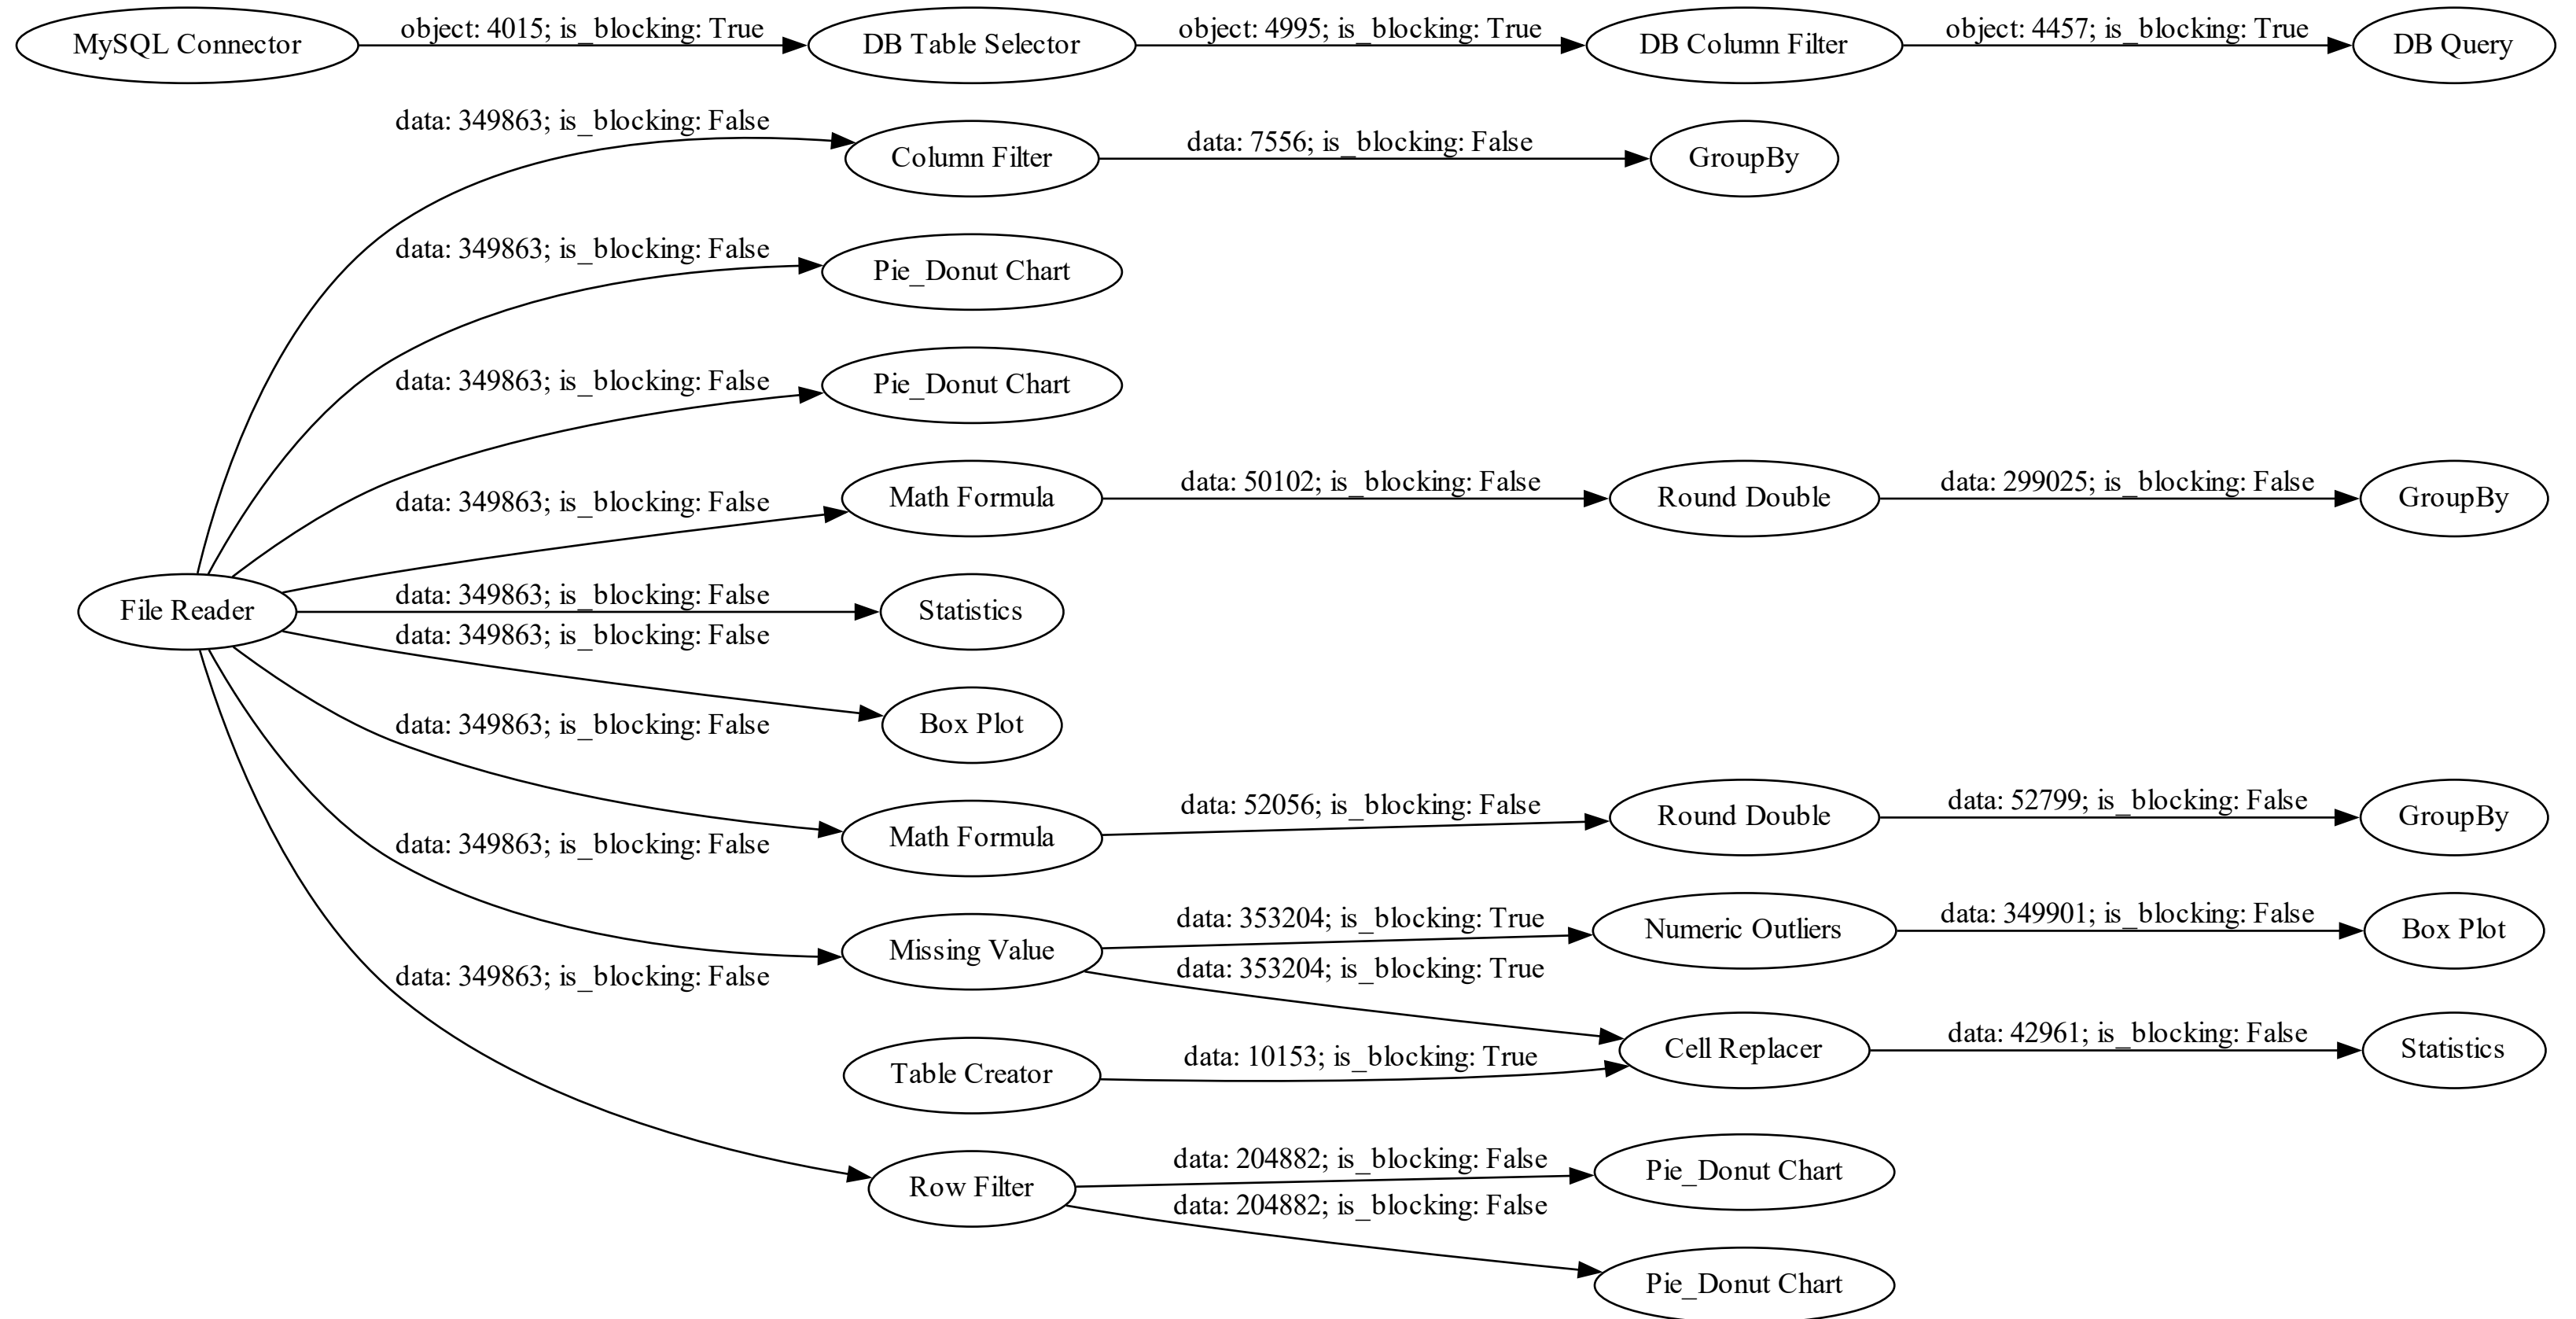 MySQL Connector
object: 4015; is_blocking: True
DB Table Selector
object: 4995; is_blocking: True
DB Column Filter
object: 4457; is_blocking: True
DB Query
data: 349863; is_blocking: False
Column Filter
data: 7556; is_blocking: False
GroupBy
data: 349863; is_blocking: False
Pie_Donut Chart
data: 349863; is_blocking: False
Pie_Donut Chart
data: 349863; is_blocking: False
Math Formula
data: 50102; is_blocking: False
Round Double
data: 299025; is_blocking: False
GroupBy
File Reader
data: 349863; is_blocking: False
Statistics
data: 349863; is_blocking: False
Box Plot
data: 349863; is_blocking: False
Math Formula
data: 52056; is_blocking: False
Round Double
data: 52799; is_blocking: False
GroupBy
data: 349863; is_blocking: False
Missing Value
data: 353204; is_blocking: True
Numeric Outliers
data: 349901; is_blocking: False
Box Plot
data: 353204; is_blocking: True
Table Creator
data: 10153; is_blocking: True
Cell Replacer
data: 42961; is_blocking: False
Statistics
data: 349863; is_blocking: False
Row Filter
data: 204882; is_blocking: False
Pie_Donut Chart
data: 204882; is_blocking: False
Pie_Donut Chart